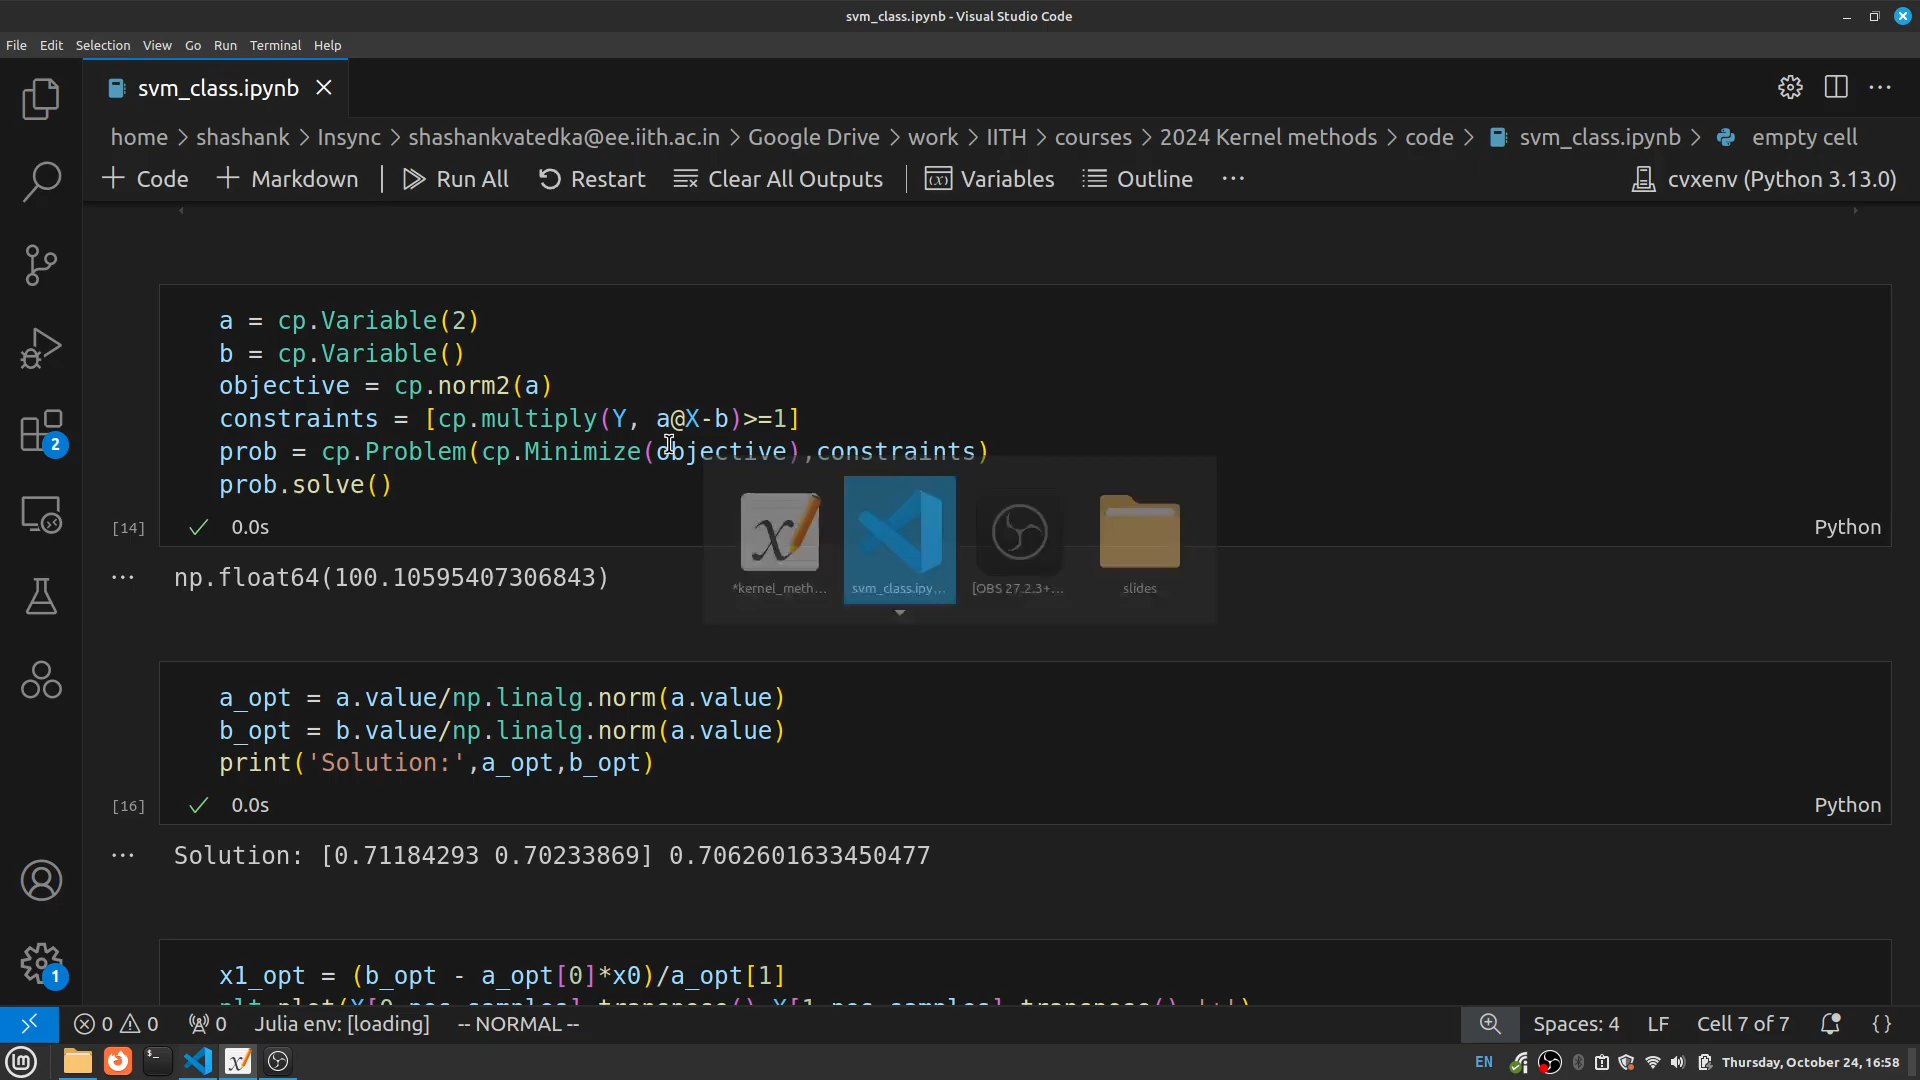 svm_class.ipynb - Visual Studio Code
File Edit Selection View Go Run Terminal Help
svm_class.ipynb
home > shashank > Insync > shashankvatedka@ee.iith.ac.in > Google Drive > work > IITH > courses > 2024 Kernel methods > code > svm_class.ipynb > empty cell
+ Code + Markdown | Run All Restart Clear All Outputs | Variables Outline ... cvxenv (Python 3.13.0)
a = cp.Variable(2)
b = cp.Variable()
objective = cp.norm2(a)
constraints = [cp.multiply(Y, a@X-b)>=1]
prob = cp.Problem(cp.Minimize(objective),constraints)
prob.solve()
[14] 0.0s Python
... np.float64(100.10595407306843)
*kernel_meth... svm_class.ipy... [OBS 27.2.3+... slides
a_opt = a.value/np.linalg.norm(a.value)
b_opt = b.value/np.linalg.norm(a.value)
print('Solution:',a_opt,b_opt)
[16] 0.0s Python
... Solution: [0.71184293 0.70233869] 0.7062601633450477
x1_opt = (b_opt - a_opt[0]*x0)/a_opt[1]
0 0 0 Julia env: [loading] -- NORMAL -- Spaces: 4 LF Cell 7 of 7 {}
EN Thursday, October 24, 16:58
2
1